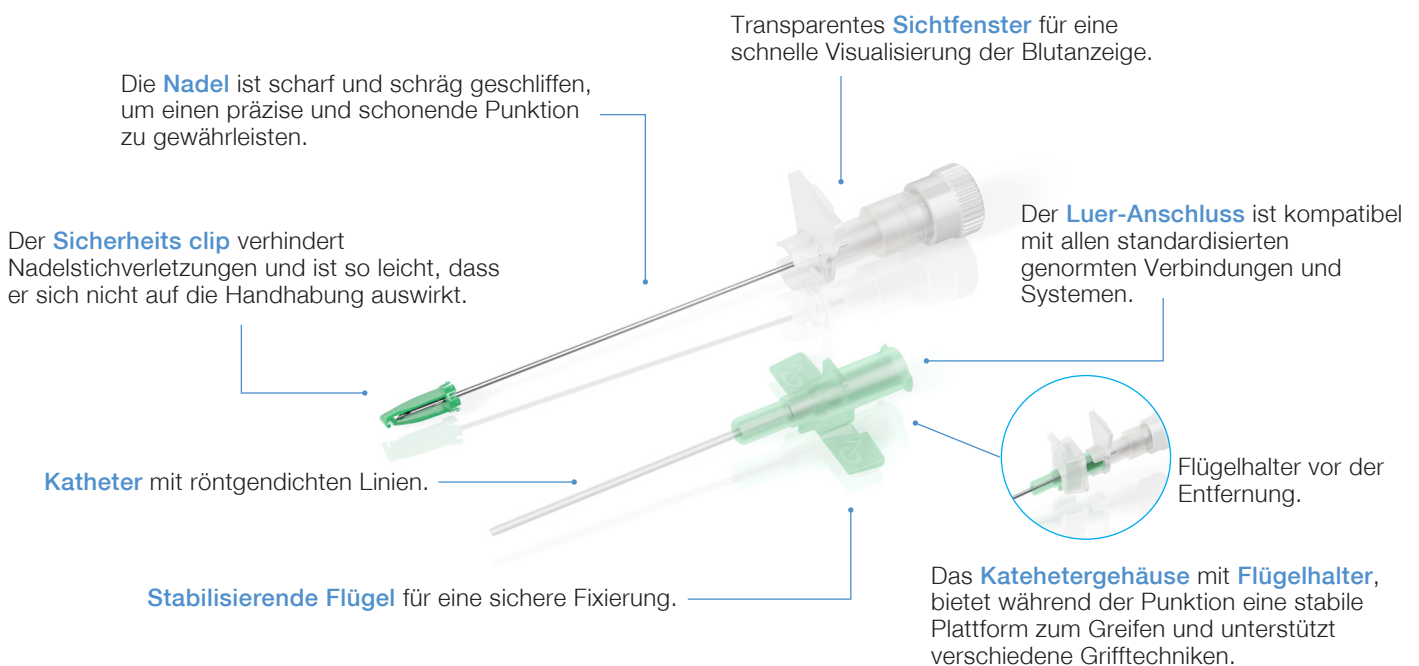 Transparentes Sichtfenster für eine
schnelle Visualisierung der Blutanzeige.
Die Nadel ist scharf und schräg geschliffen,
um einen präzise und schonende Punktion
zu gewährleisten.
Der Luer-Anschluss ist kompatibel
mit allen standardisierten
genormten Verbindungen und
Systemen.
Der Sicherheits clip verhindert
Nadelstichverletzungen und ist so leicht, dass
er sich nicht auf die Handhabung auswirkt.
Katheter mit röntgendichten Linien.
Flügelhalter vor der
Entfernung.
Stabilisierende Flügel für eine sichere Fixierung.
Das Katehetergehäuse mit Flügelhalter,
bietet während der Punktion eine stabile
Plattform zum Greifen und unterstützt
verschiedene Grifftechniken.